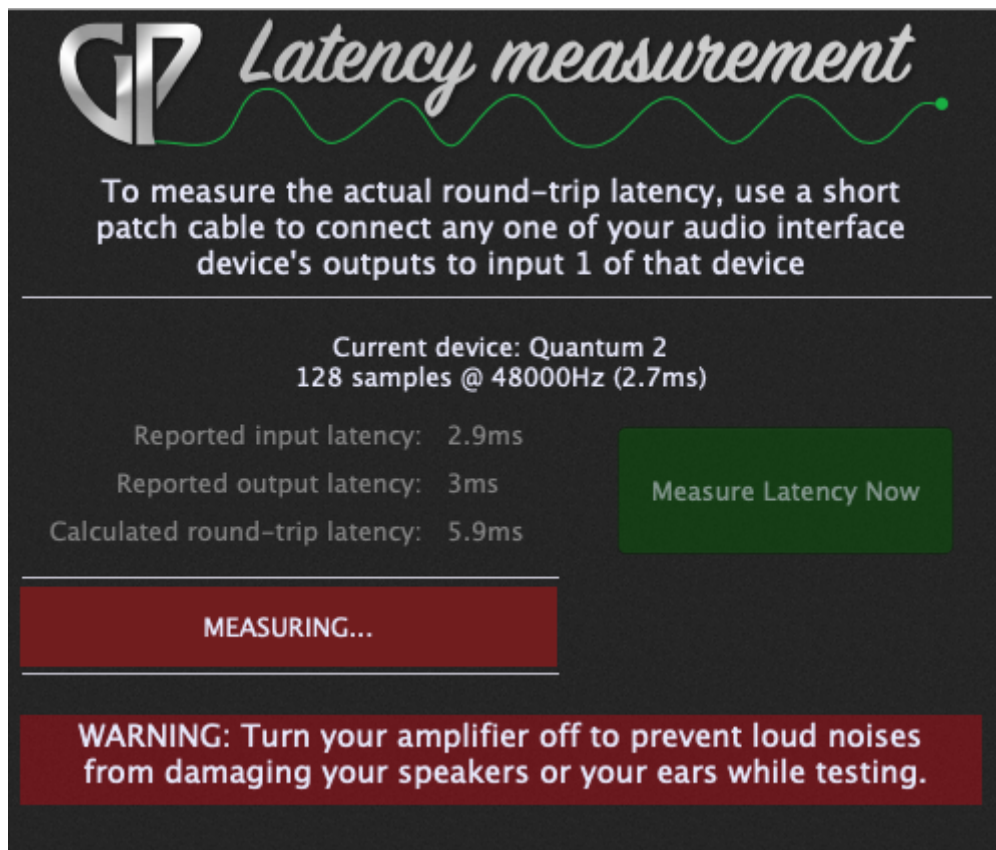 GP Latency measurement
To measure the actual round-trip latency, use a short
patch cable to connect any one of your audio interface
device's outputs to input 1 of that device
Current device: Quantum 2
128 samples @ 48000Hz (2.7ms)
Reported input latency: 2.9ms
Reported output latency: 3ms
Calculated round-trip latency: 5.9ms
Measure Latency Now
MEASURING...
WARNING: Turn your amplifier off to prevent loud noises
from damaging your speakers or your ears while testing.